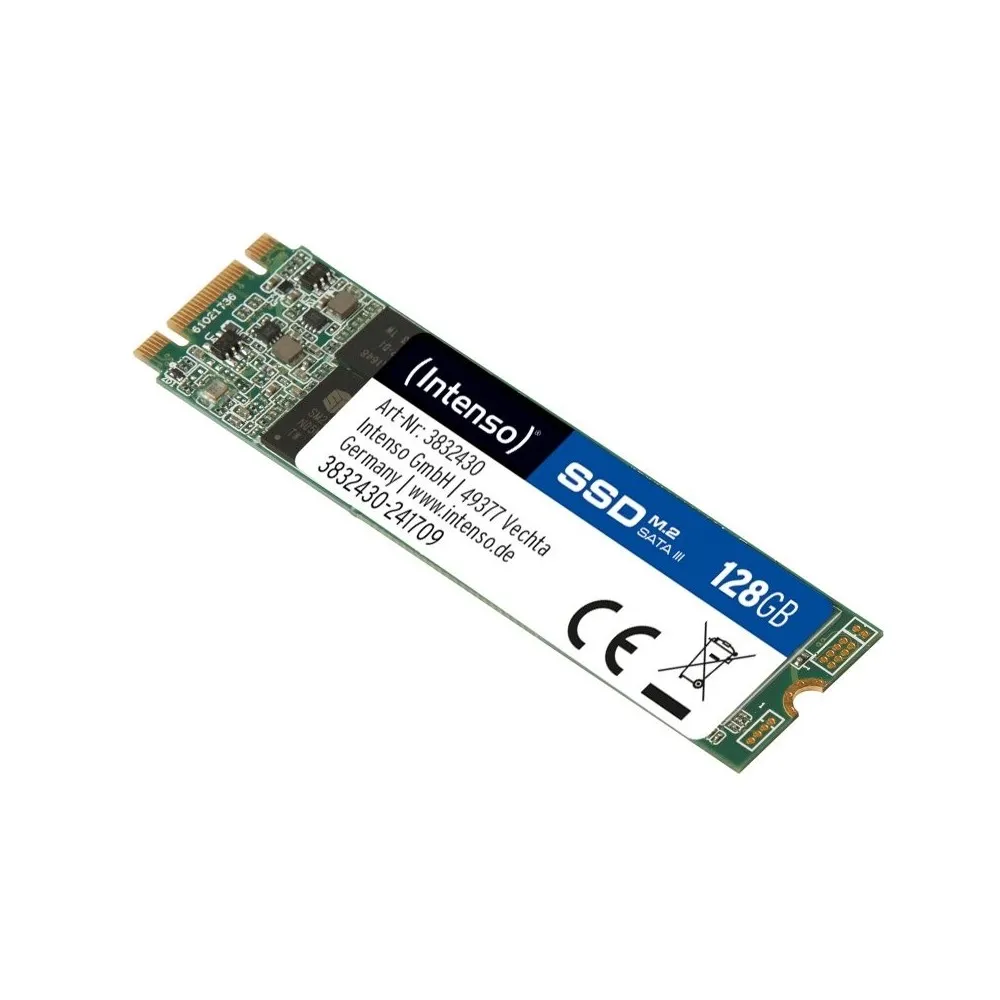 61021736
(Intenso)®
Art-Nr: 3832430
Intenso GmbH | 49377 Vechta
Germany | www.intenso.de
3832430-241709
SSD M.2
SATA III
128GB
CE
1